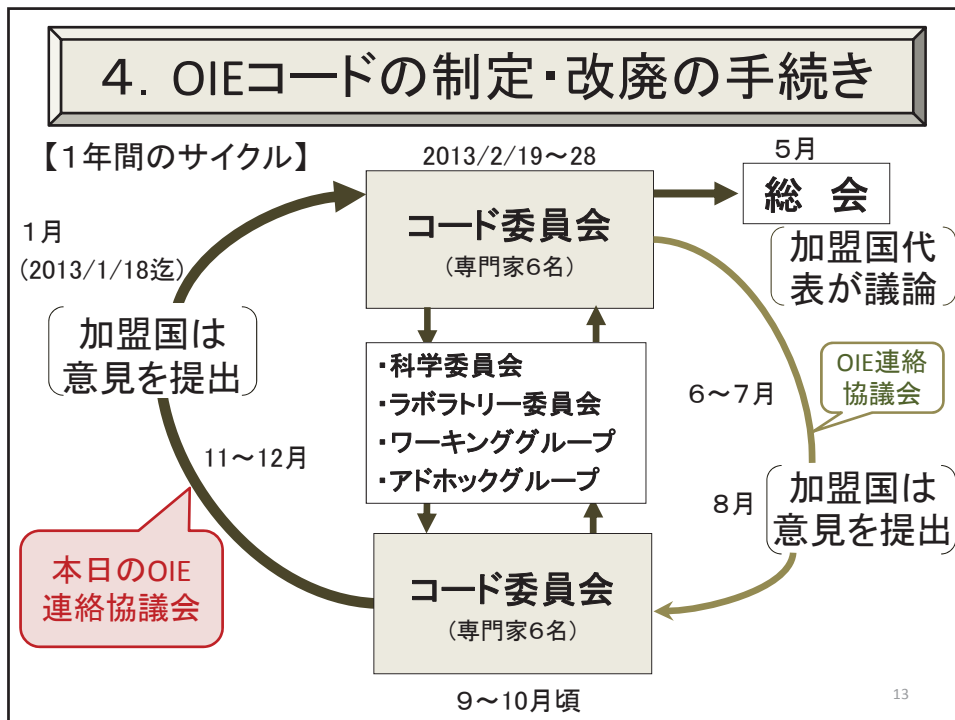 ４．OIEコードの制定・改廃の手続き
【１年間のサイクル】
2013/2/19～28
５月
コード委員会
（専門家６名）
総　会
加盟国代
表が議論
１月
(2013/1/18迄)
加盟国は
意見を提出
・科学委員会
・ラボラトリー委員会
・ワーキンググループ
・アドホックグループ
６～７月
OIE連絡
協議会
11～12月
８月
加盟国は
意見を提出
本日のOIE
連絡協議会
コード委員会
（専門家６名）
９～10月頃
13